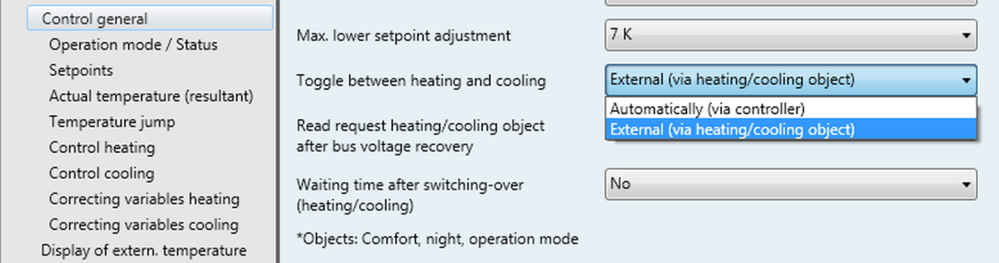 Control general
Operation mode / Status
Setpoints
Actual temperature (resultant)
Temperature jump
Control heating
Control cooling
Correcting variables heating
Correcting variables cooling
Display of extern. temperature
Max. lower setpoint adjustment
7 K
Toggle between heating and cooling
External (via heating/cooling object)
Automatically (via controller)
External (via heating/cooling object)
Read request heating/cooling object
after bus voltage recovery
Waiting time after switching-over
(heating/cooling)
No
*Objects: Comfort, night, operation mode